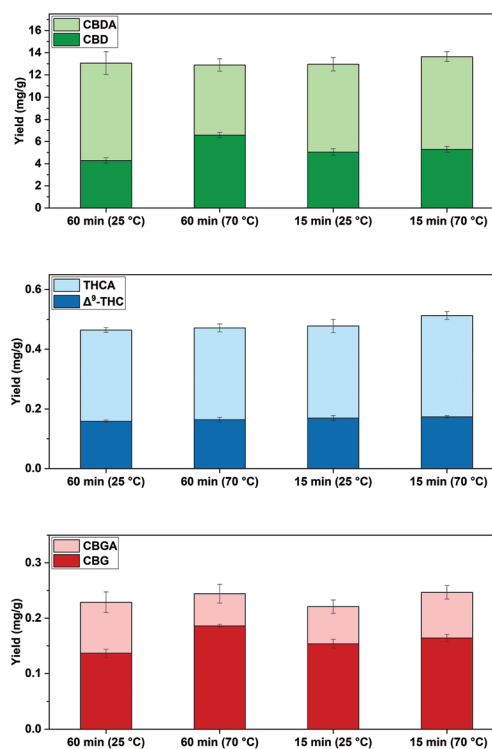 CBDA
CBD
Yield (mg/g)
16
14
12
10
8
6
4
2
0
60 min (25 °C)
60 min (70 °C)
15 min (25 °C)
15 min (70 °C)
THCA
Δ⁹-THC
Yield (mg/g)
0.6
0.4
0.2
0.0
60 min (25 °C)
60 min (70 °C)
15 min (25 °C)
15 min (70 °C)
CBGA
CBG
Yield (mg/g)
0.3
0.2
0.1
0.0
60 min (25 °C)
60 min (70 °C)
15 min (25 °C)
15 min (70 °C)